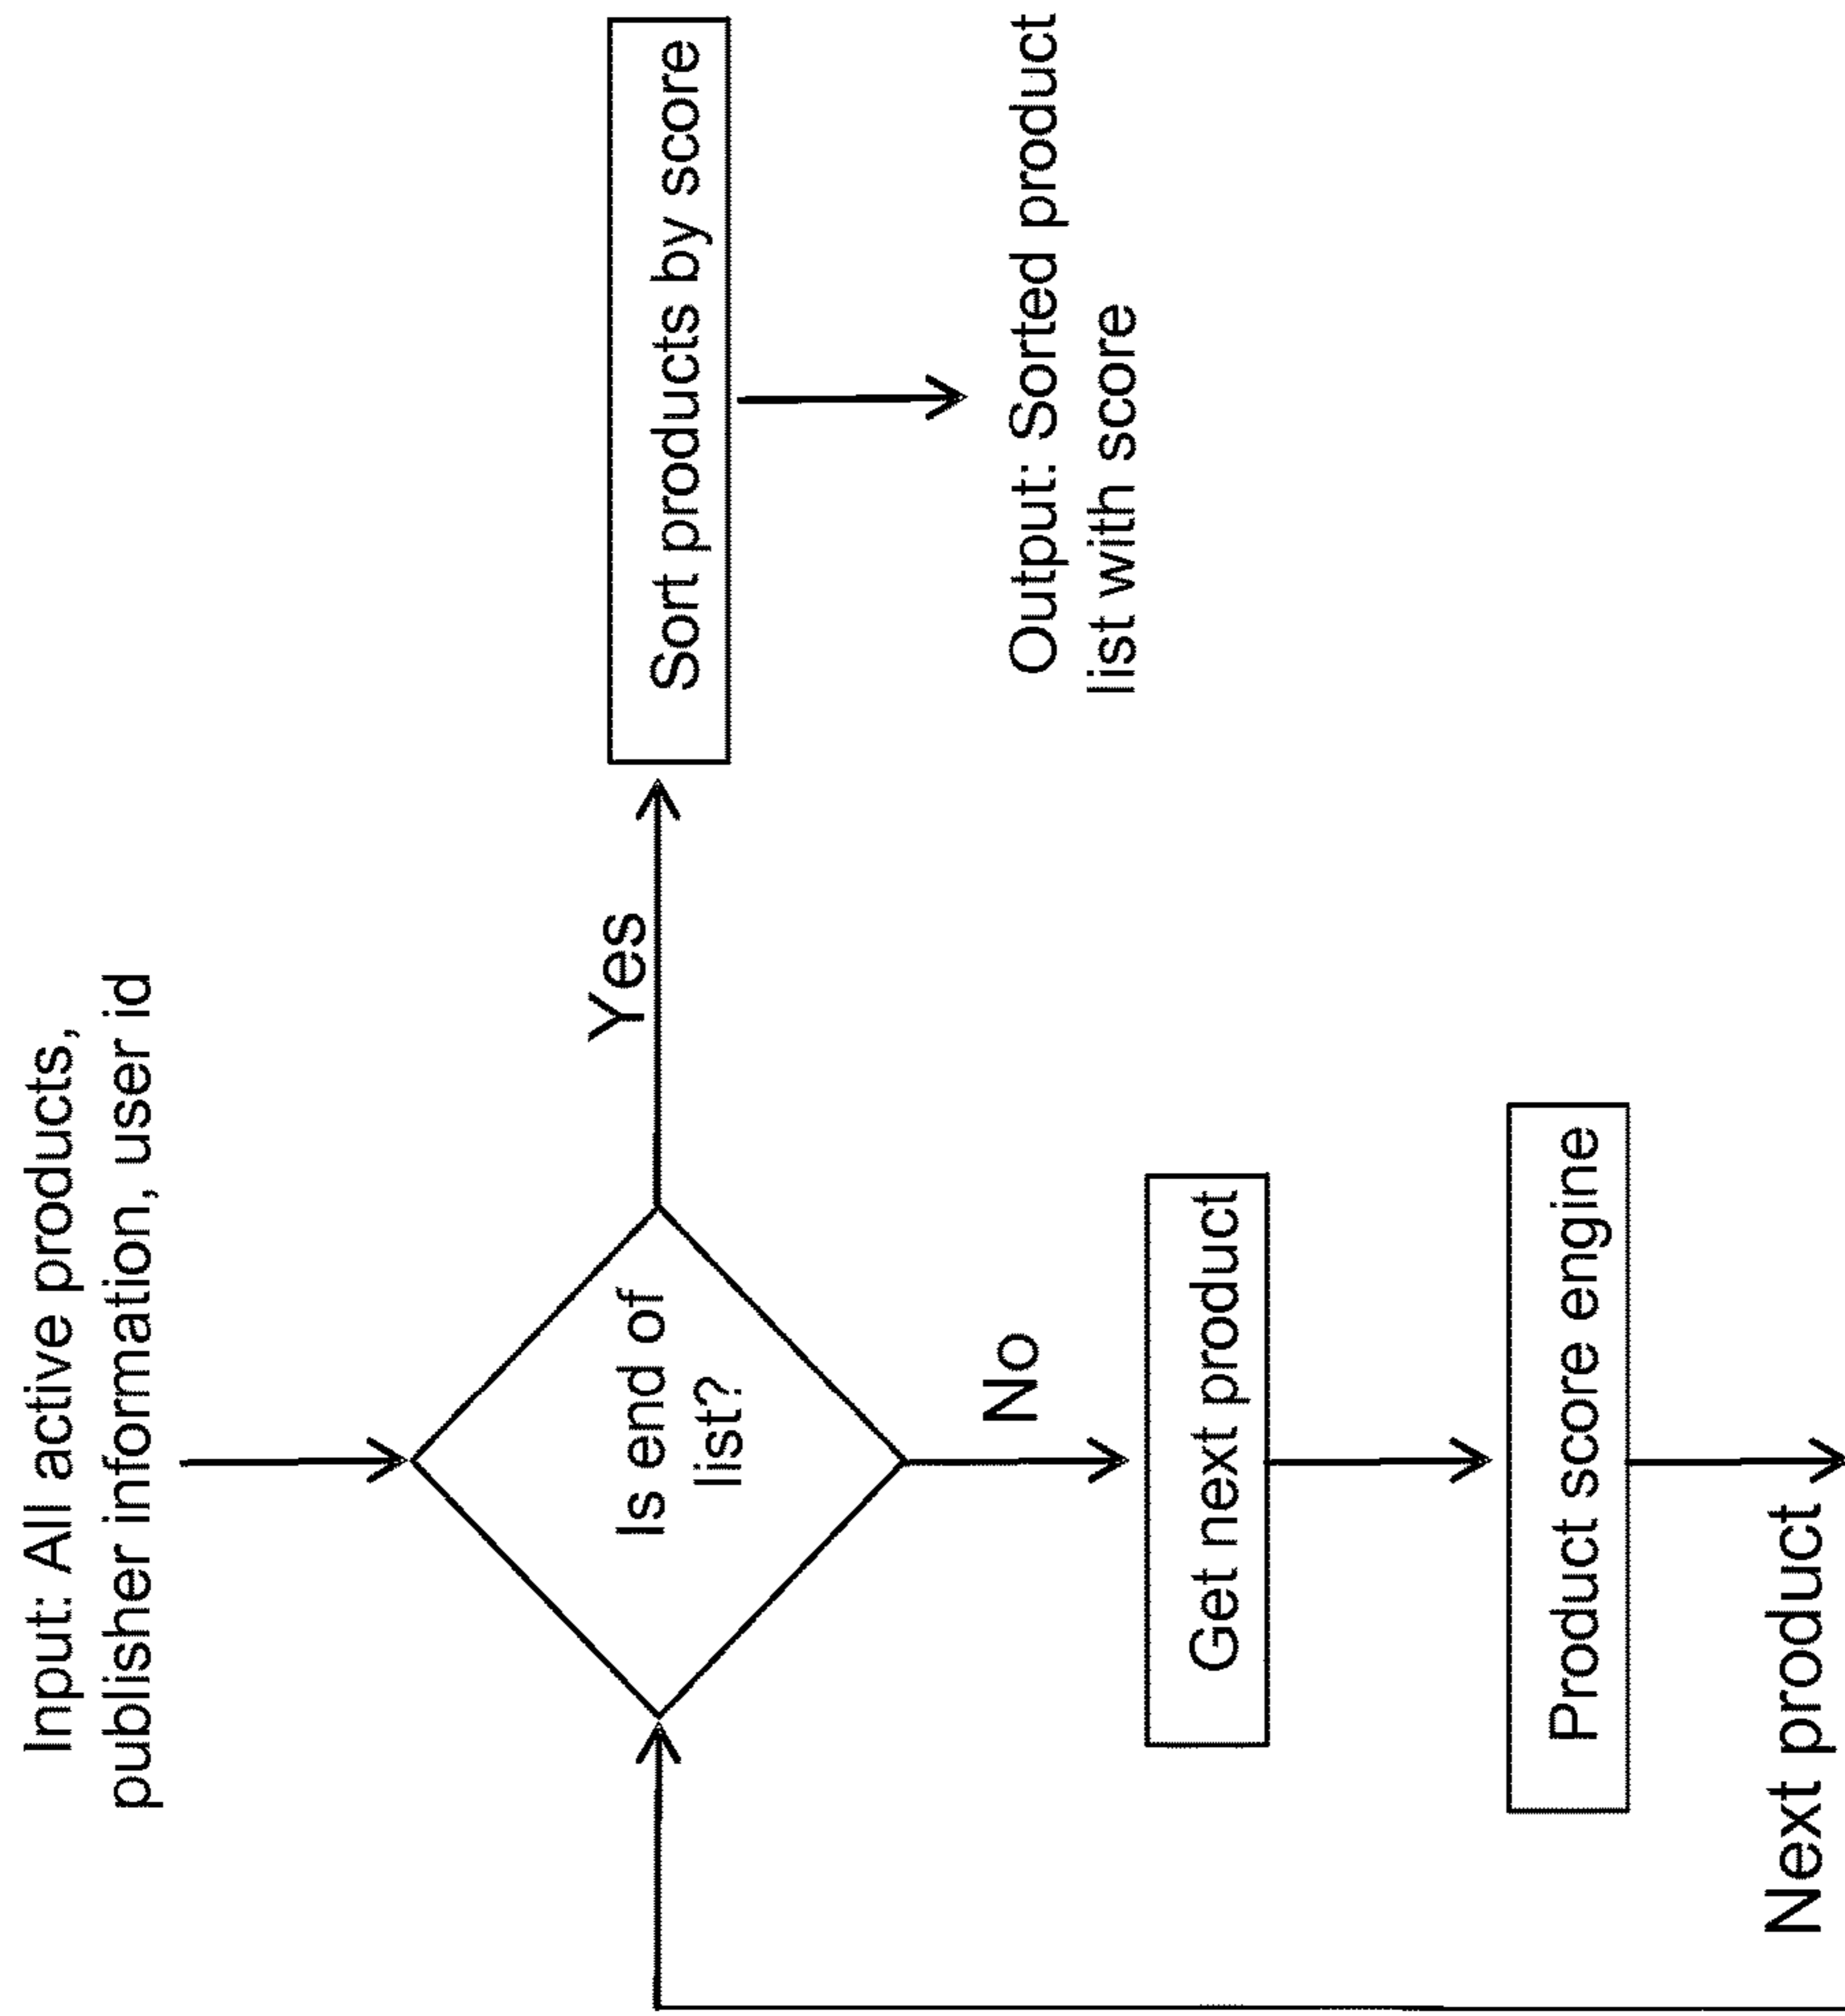 Input: All active products,
publisher information, user id
Is end of
list?
Yes
Sort products by score
Output: Sorted product
list with score
No
Get next product
Product score engine
Next product